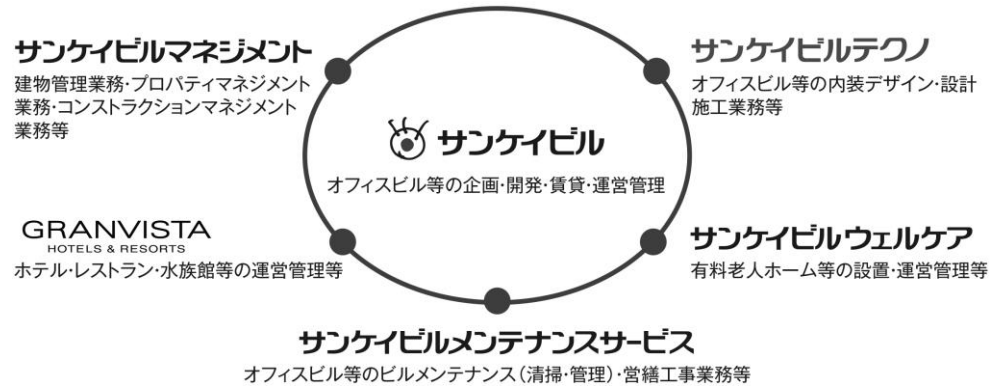 サンケイビルマネジメント
建物管理業務・プロパティマネジメント
業務・コンストラクションマネジメント
業務等
サンケイビルテクノ
オフィスビル等の内装デザイン・設計
施工業務等
サンケイビル
オフィスビル等の企画・開発・賃貸・運営管理
GRANVISTA
HOTELS & RESORTS
ホテル・レストラン・水族館等の運営管理等
サンケイビルウェルケア
有料老人ホーム等の設置・運営管理等
サンケイビルメンテナンスサービス
オフィスビル等のビルメンテナンス（清掃・管理）・営繕工事業務等